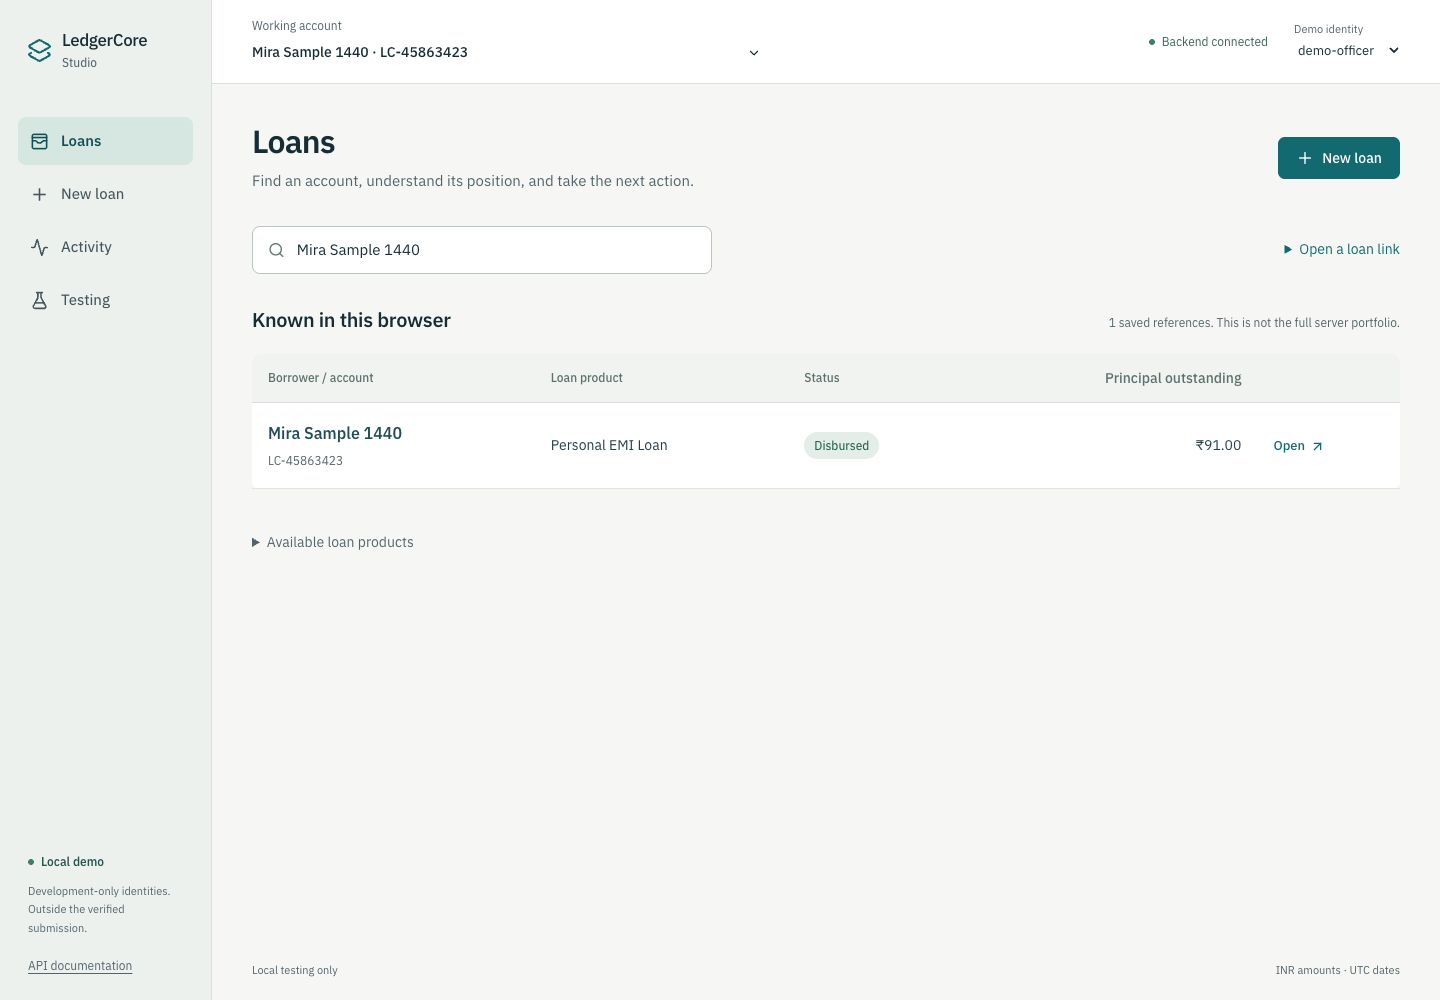 LedgerCore
Studio
Loans
New loan
Activity
Testing
Local demo
Development-only identities.
Outside the verified
submission.
API documentation
Working account
Mira Sample 1440 · LC-45863423
Backend connected
Demo identity
demo-officer
Loans
Find an account, understand its position, and take the next action.
New loan
Mira Sample 1440
Open a loan link
Known in this browser
1 saved references. This is not the full server portfolio.
Borrower / account Loan product Status Principal outstanding
Mira Sample 1440
LC-45863423
Personal EMI Loan
Disbursed
₹91.00
Open
Available loan products
Local testing only
INR amounts · UTC dates